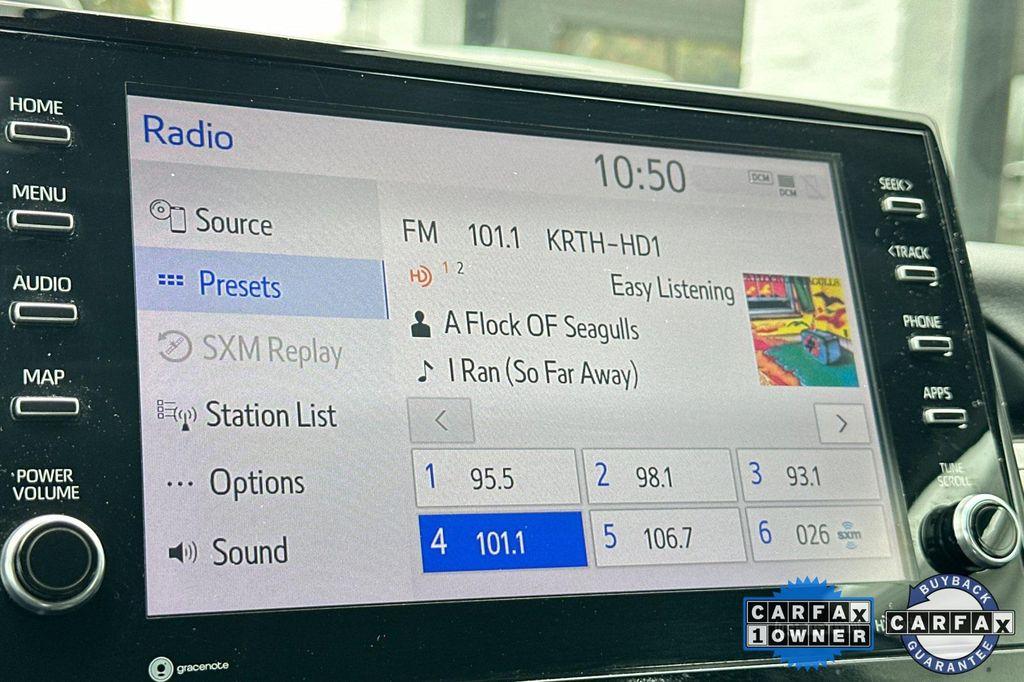 HOME
MENU
AUDIO
MAP
POWER
VOLUME
Radio
10:50
DCM
DCM
Source
Presets
SXM Replay
Station List
Options
Sound
FM 101.1 KRTH-HD1
HD 1 2
Easy Listening
A Flock OF Seagulls
I Ran (So Far Away)
<
>
1 95.5
2 98.1
3 93.1
4 101.1
5 106.7
6 026 sxm
SEEK>
<TRACK
PHONE
APPS
TUNE
SCROLL
gracenote
CARFAX
1 OWNER
BUYBACK
CARFAX
GUARANTEE